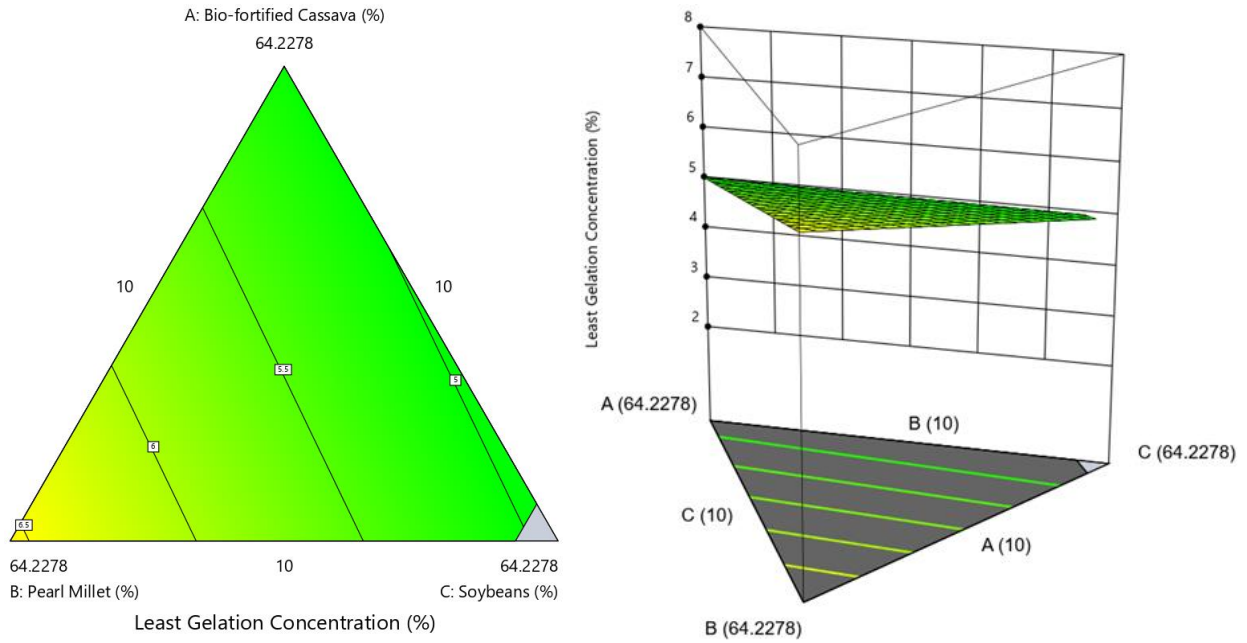 A: Bio-fortified Cassava (%)
64.2278
10
10
5.5
5
6
6.5
64.2278
10
64.2278
B: Pearl Millet (%)
C: Soybeans (%)
Least Gelation Concentration (%)
8
7
6
5
4
3
2
Least Gelation Concentration (%)
A (64.2278)
B (10)
C (64.2278)
C (10)
A (10)
B (64.2278)